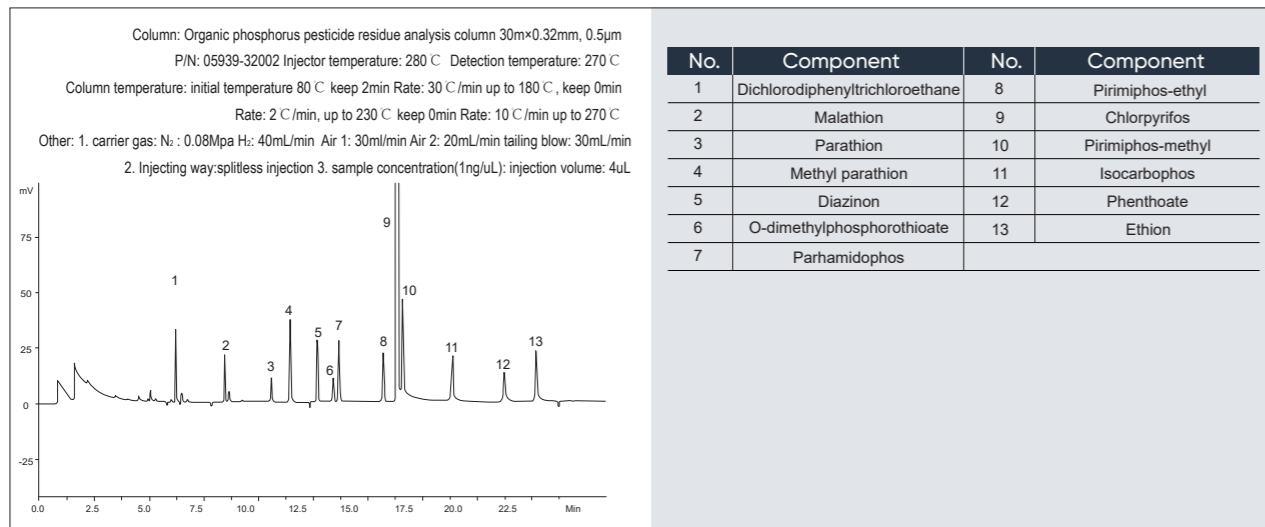 Column: Organic phosphorus pesticide residue analysis column 30m×0.32mm, 0.5μm
P/N: 05939-32002 Injector temperature: 280℃ Detection temperature: 270℃
Column temperature: initial temperature 80℃ keep 2min Rate: 30℃/min up to 180℃, keep 0min
Rate: 2℃/min, up to 230℃ keep 0min Rate: 10℃/min up to 270℃
Other: 1. carrier gas: N₂ : 0.08Mpa H₂: 40mL/min Air 1: 30ml/min Air 2: 20mL/min tailing blow: 30mL/min
2. Injecting way:splitless injection 3. sample concentration(1ng/uL): injection volume: 4uL
mV
75
50
25
0
-25
1
2
3
4
5
6
7
8
9
10
11
12
13
0.0 2.5 5.0 7.5 10.0 12.5 15.0 17.5 20.0 22.5 Min
No. Component No. Component
1 Dichlorodiphenyltrichloroethane 8 Pirimiphos-ethyl
2 Malathion 9 Chlorpyrifos
3 Parathion 10 Pirimiphos-methyl
4 Methyl parathion 11 Isocarbophos
5 Diazinon 12 Phenthoate
6 O-dimethylphosphorothioate 13 Ethion
7 Parhamidophos